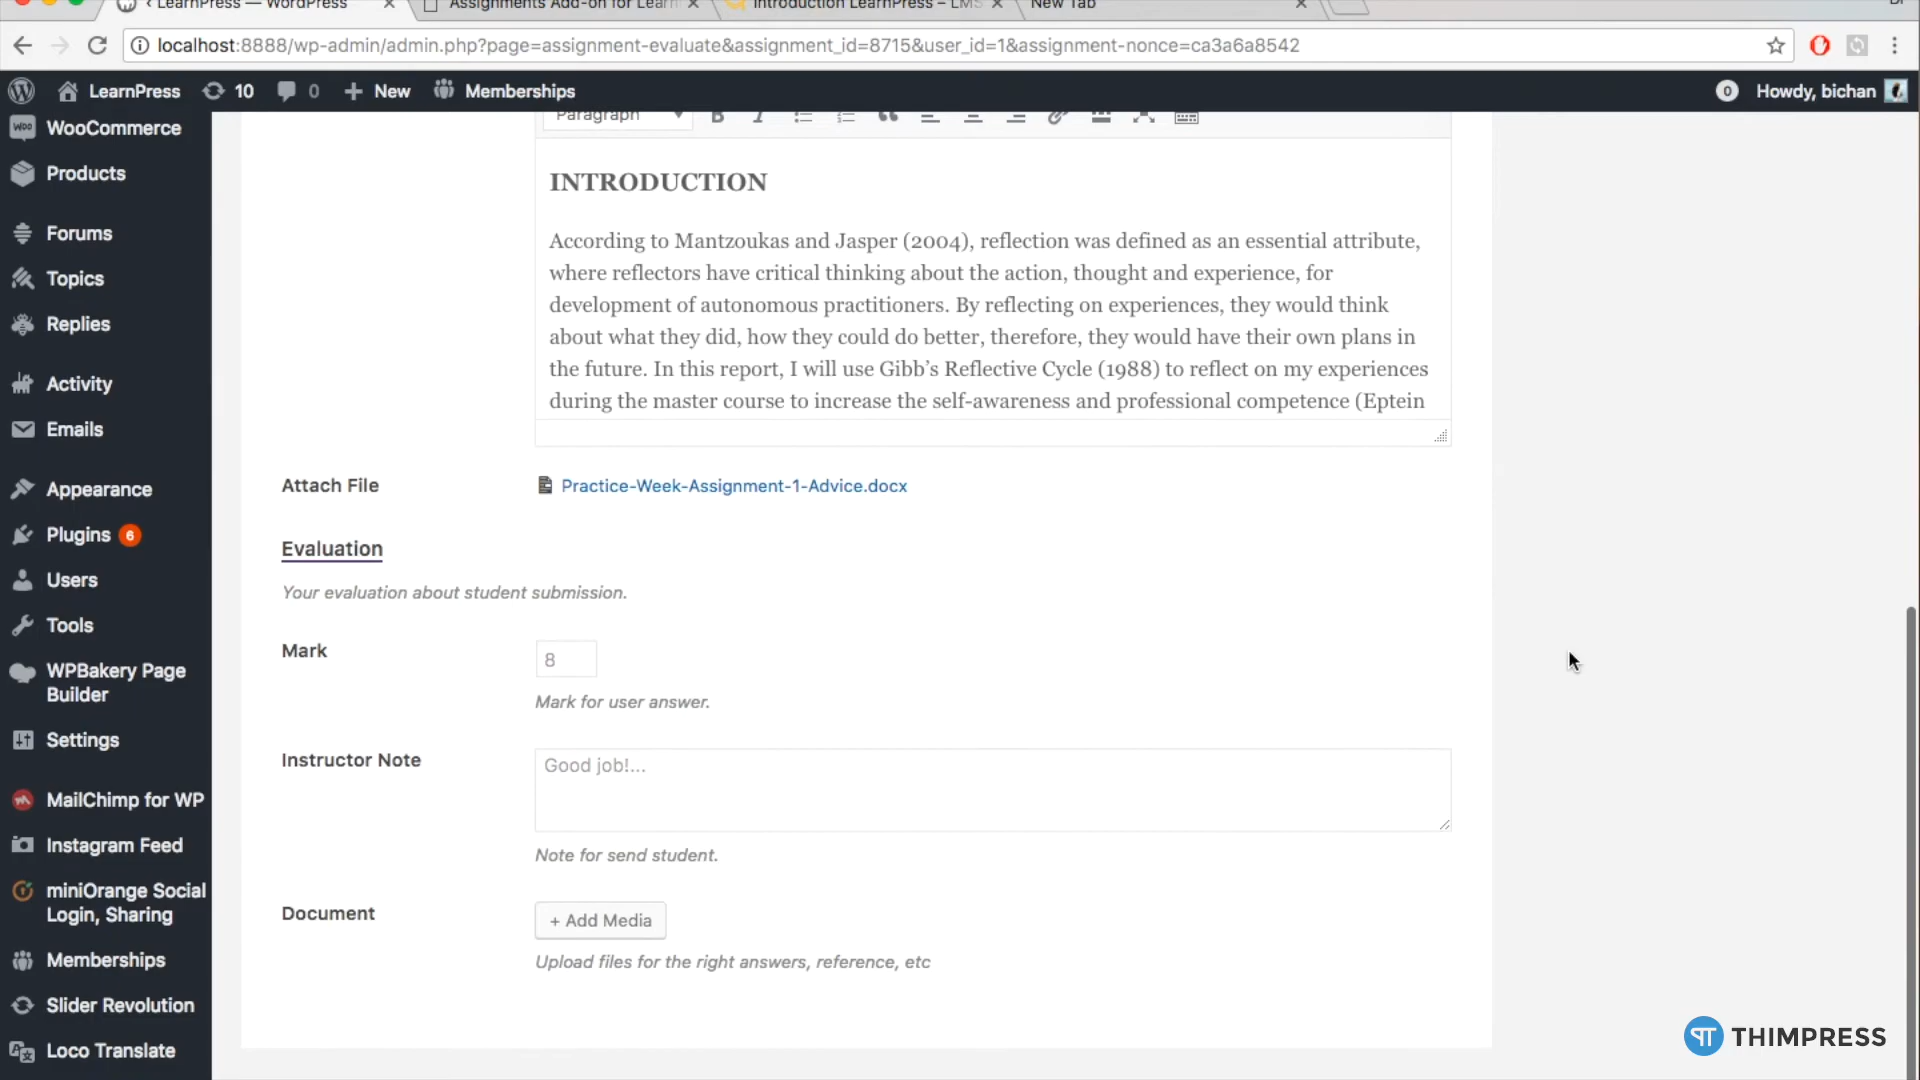 ‹ LearnPress — WordPress
Assignments Add-on for Learn
Introduction LearnPress – LMS
New Tab
localhost:8888/wp-admin/admin.php?page=assignment-evaluate&assignment_id=8715&user_id=1&assignment-nonce=ca3a6a8542
LearnPress 10 0 New Memberships 0 Howdy, bichan
WooCommerce
Products
Forums
Topics
Replies
Activity
Emails
Appearance
Plugins 6
Users
Tools
WPBakery Page
Builder
Settings
MailChimp for WP
Instagram Feed
miniOrange Social
Login, Sharing
Memberships
Slider Revolution
Loco Translate
Paragraph
INTRODUCTION
According to Mantzoukas and Jasper (2004), reflection was defined as an essential attribute,
where reflectors have critical thinking about the action, thought and experience, for
development of autonomous practitioners. By reflecting on experiences, they would think
about what they did, how they could do better, therefore, they would have their own plans in
the future. In this report, I will use Gibb’s Reflective Cycle (1988) to reflect on my experiences
during the master course to increase the self-awareness and professional competence (Eptein
Attach File
Practice-Week-Assignment-1-Advice.docx
Evaluation
Your evaluation about student submission.
Mark
8
Mark for user answer.
Instructor Note
Good job!...
Note for send student.
Document
+ Add Media
Upload files for the right answers, reference, etc
THIMPRESS